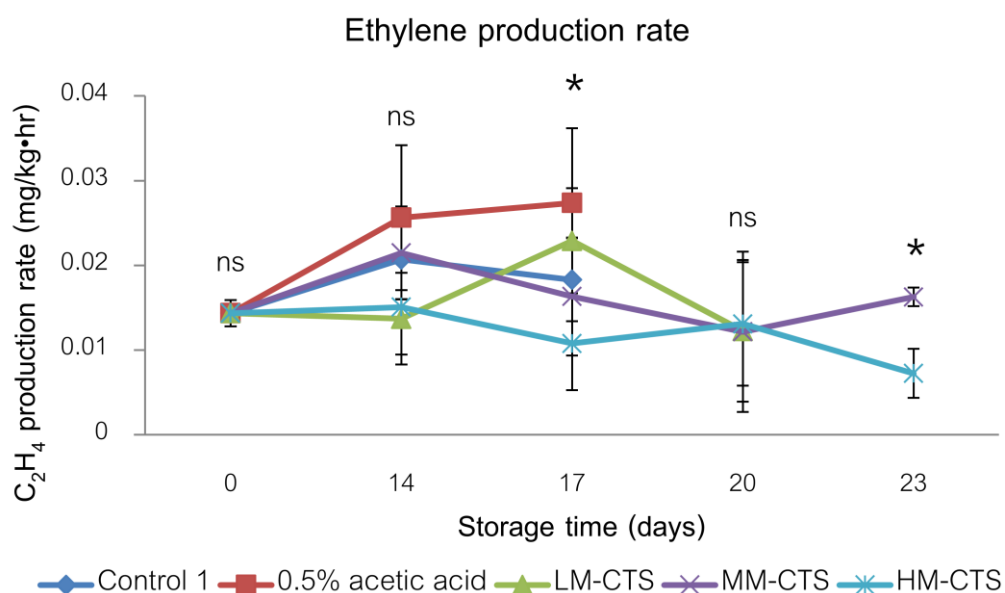 Ethylene production rate
C₂H₄ production rate (mg/kg•hr)
0.04
0.03
0.02
0.01
0
ns
ns
*
ns
*
0 14 17 20 23
Storage time (days)
Control 1 0.5% acetic acid LM-CTS MM-CTS HM-CTS